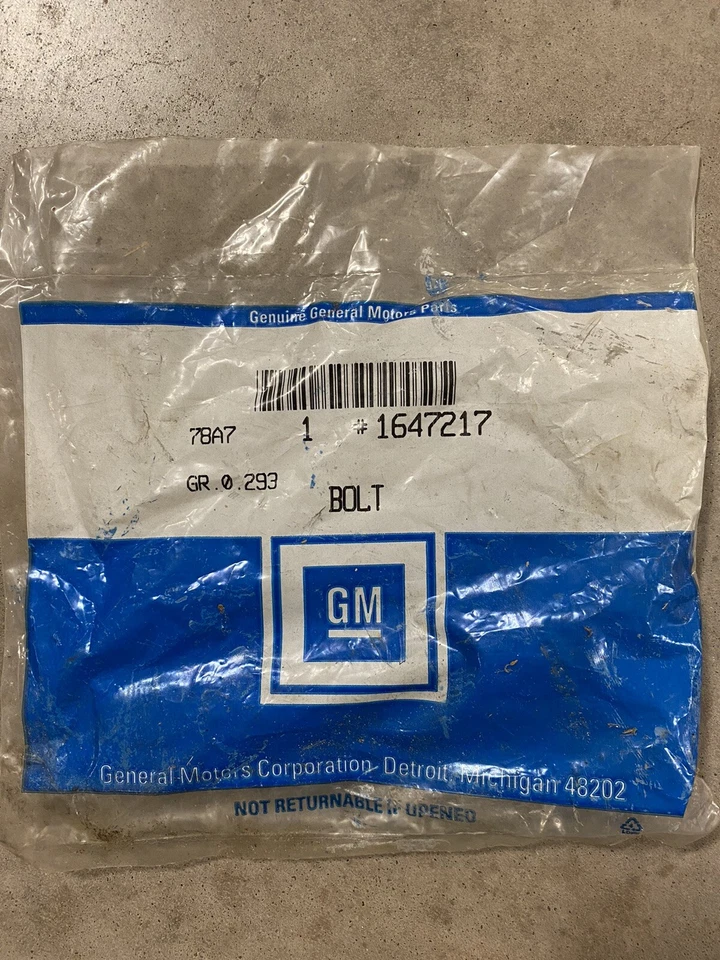 Genuine General Motors Parts
78A7 1 #1647217
GR.0.293
BOLT
GM
General Motors Corporation Detroit, Michigan 48202
NOT RETURNABLE IF OPENED